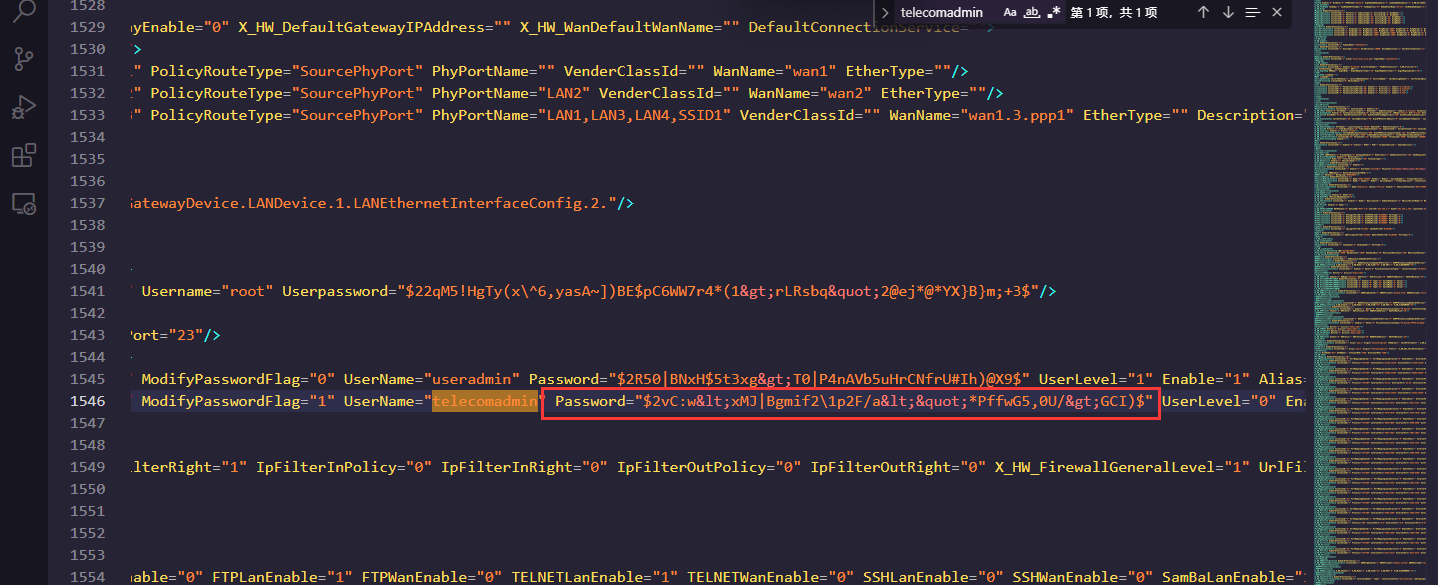 telecomadmin Aa ab .* 第1项, 共1项
1528
1529 yEnable="0" X_HW_DefaultGatewayIPAddress="" X_HW_WanDefaultWanName="" DefaultConnectionService=
1530 >
1531 " PolicyRouteType="SourcePhyPort" PhyPortName="" VenderClassId="" WanName="wan1" EtherType=""/>
1532 " PolicyRouteType="SourcePhyPort" PhyPortName="LAN2" VenderClassId="" WanName="wan2" EtherType=""/>
1533 " PolicyRouteType="SourcePhyPort" PhyPortName="LAN1,LAN3,LAN4,SSID1" VenderClassId="" WanName="wan1.3.ppp1" EtherType="" Description="
1534
1535
1536
1537 GatewayDevice.LANDevice.1.LANEthernetInterfaceConfig.2."/>
1538
1539
1540
1541 Username="root" Userpassword="$22qM5!HgTy(x\^6,yasA~])BE$pC6WW7r4*(1&gt;rLRsbq&quot;2@ej*@*YX}B}m;+3$"/>
1542
1543 Port="23"/>
1544
1545 ModifyPasswordFlag="0" UserName="useradmin" Password="$2R50|BNxH$5t3xg&gt;T0|P4nAVb5uHrCNfrU#Ih)@X9$" UserLevel="1" Enable="1" Alias=
1546 ModifyPasswordFlag="1" UserName="telecomadmin" Password="$2vC:w&lt;xMJ|Bgmif2\1p2F/a&lt;&quot;*PffwG5,0U/&gt;GCI)$" UserLevel="0" Ena
1547
1548
1549 ilterRight="1" IpFilterInPolicy="0" IpFilterInRight="0" IpFilterOutPolicy="0" IpFilterOutRight="0" X_HW_FirewallGeneralLevel="1" UrlFil
1550
1551
1552
1553
1554 nable="0" FTPLanEnable="1" FTPWanEnable="0" TELNETLanEnable="1" TELNETWanEnable="0" SSHLanEnable="0" SSHWanEnable="0" SamBaLanEnable="